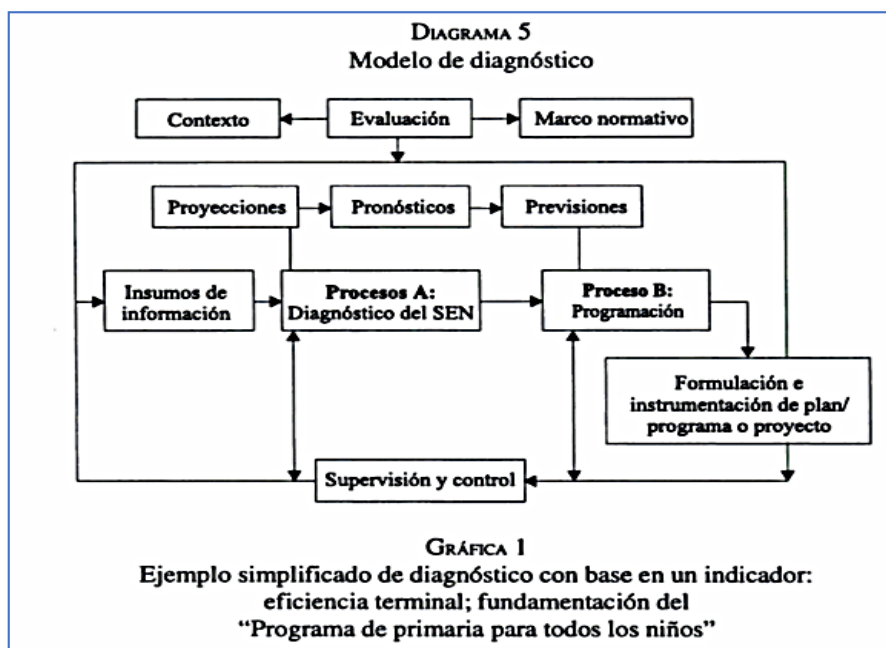 DIAGRAMA 5
Modelo de diagnóstico
Contexto
Evaluación
Marco normativo
Proyecciones
Pronósticos
Previsiones
Insumos de
información
Procesos A:
Diagnóstico del SEN
Proceso B:
Programación
Formulación e
instrumentación de plan/
programa o proyecto
Supervisión y control
GRÁFICA 1
Ejemplo simplificado de diagnóstico con base en un indicador:
eficiencia terminal; fundamentación del
“Programa de primaria para todos los niños”